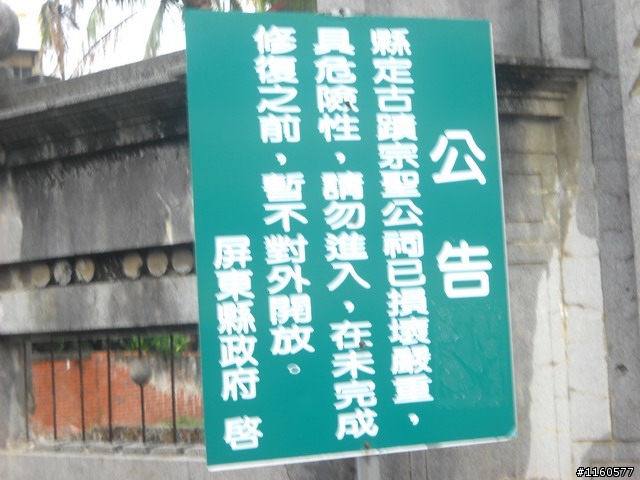 公告
縣定古蹟宗聖公祠已損壞嚴重，
具危險性，請勿進入，在未完成
修復之前，暫不對外開放。
屏東縣政府 啓
#1160577